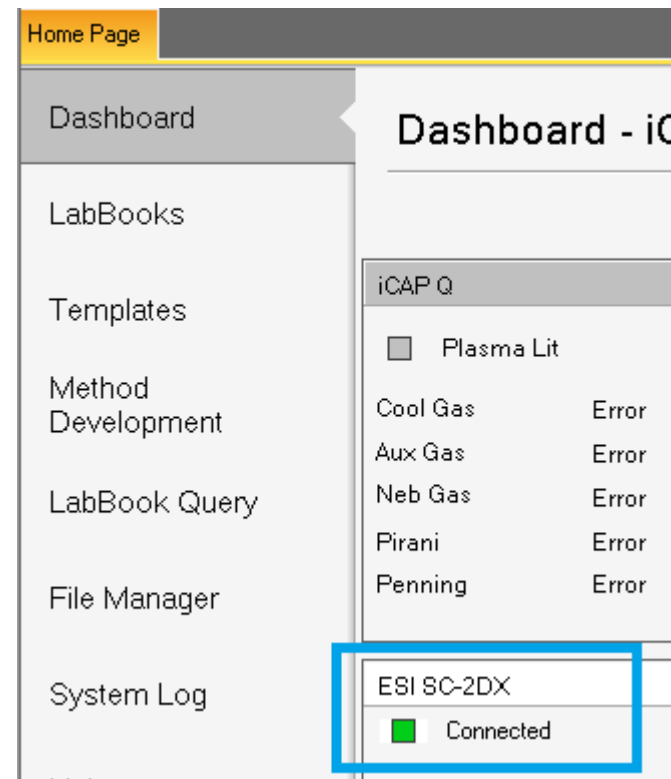 Home Page
Dashboard
LabBooks
Templates
Method
Development
LabBook Query
File Manager
System Log
Dashboard - iC
iCAP Q
Plasma Lit
Cool Gas Error
Aux Gas Error
Neb Gas Error
Pirani Error
Penning Error
ESI SC-2DX
Connected